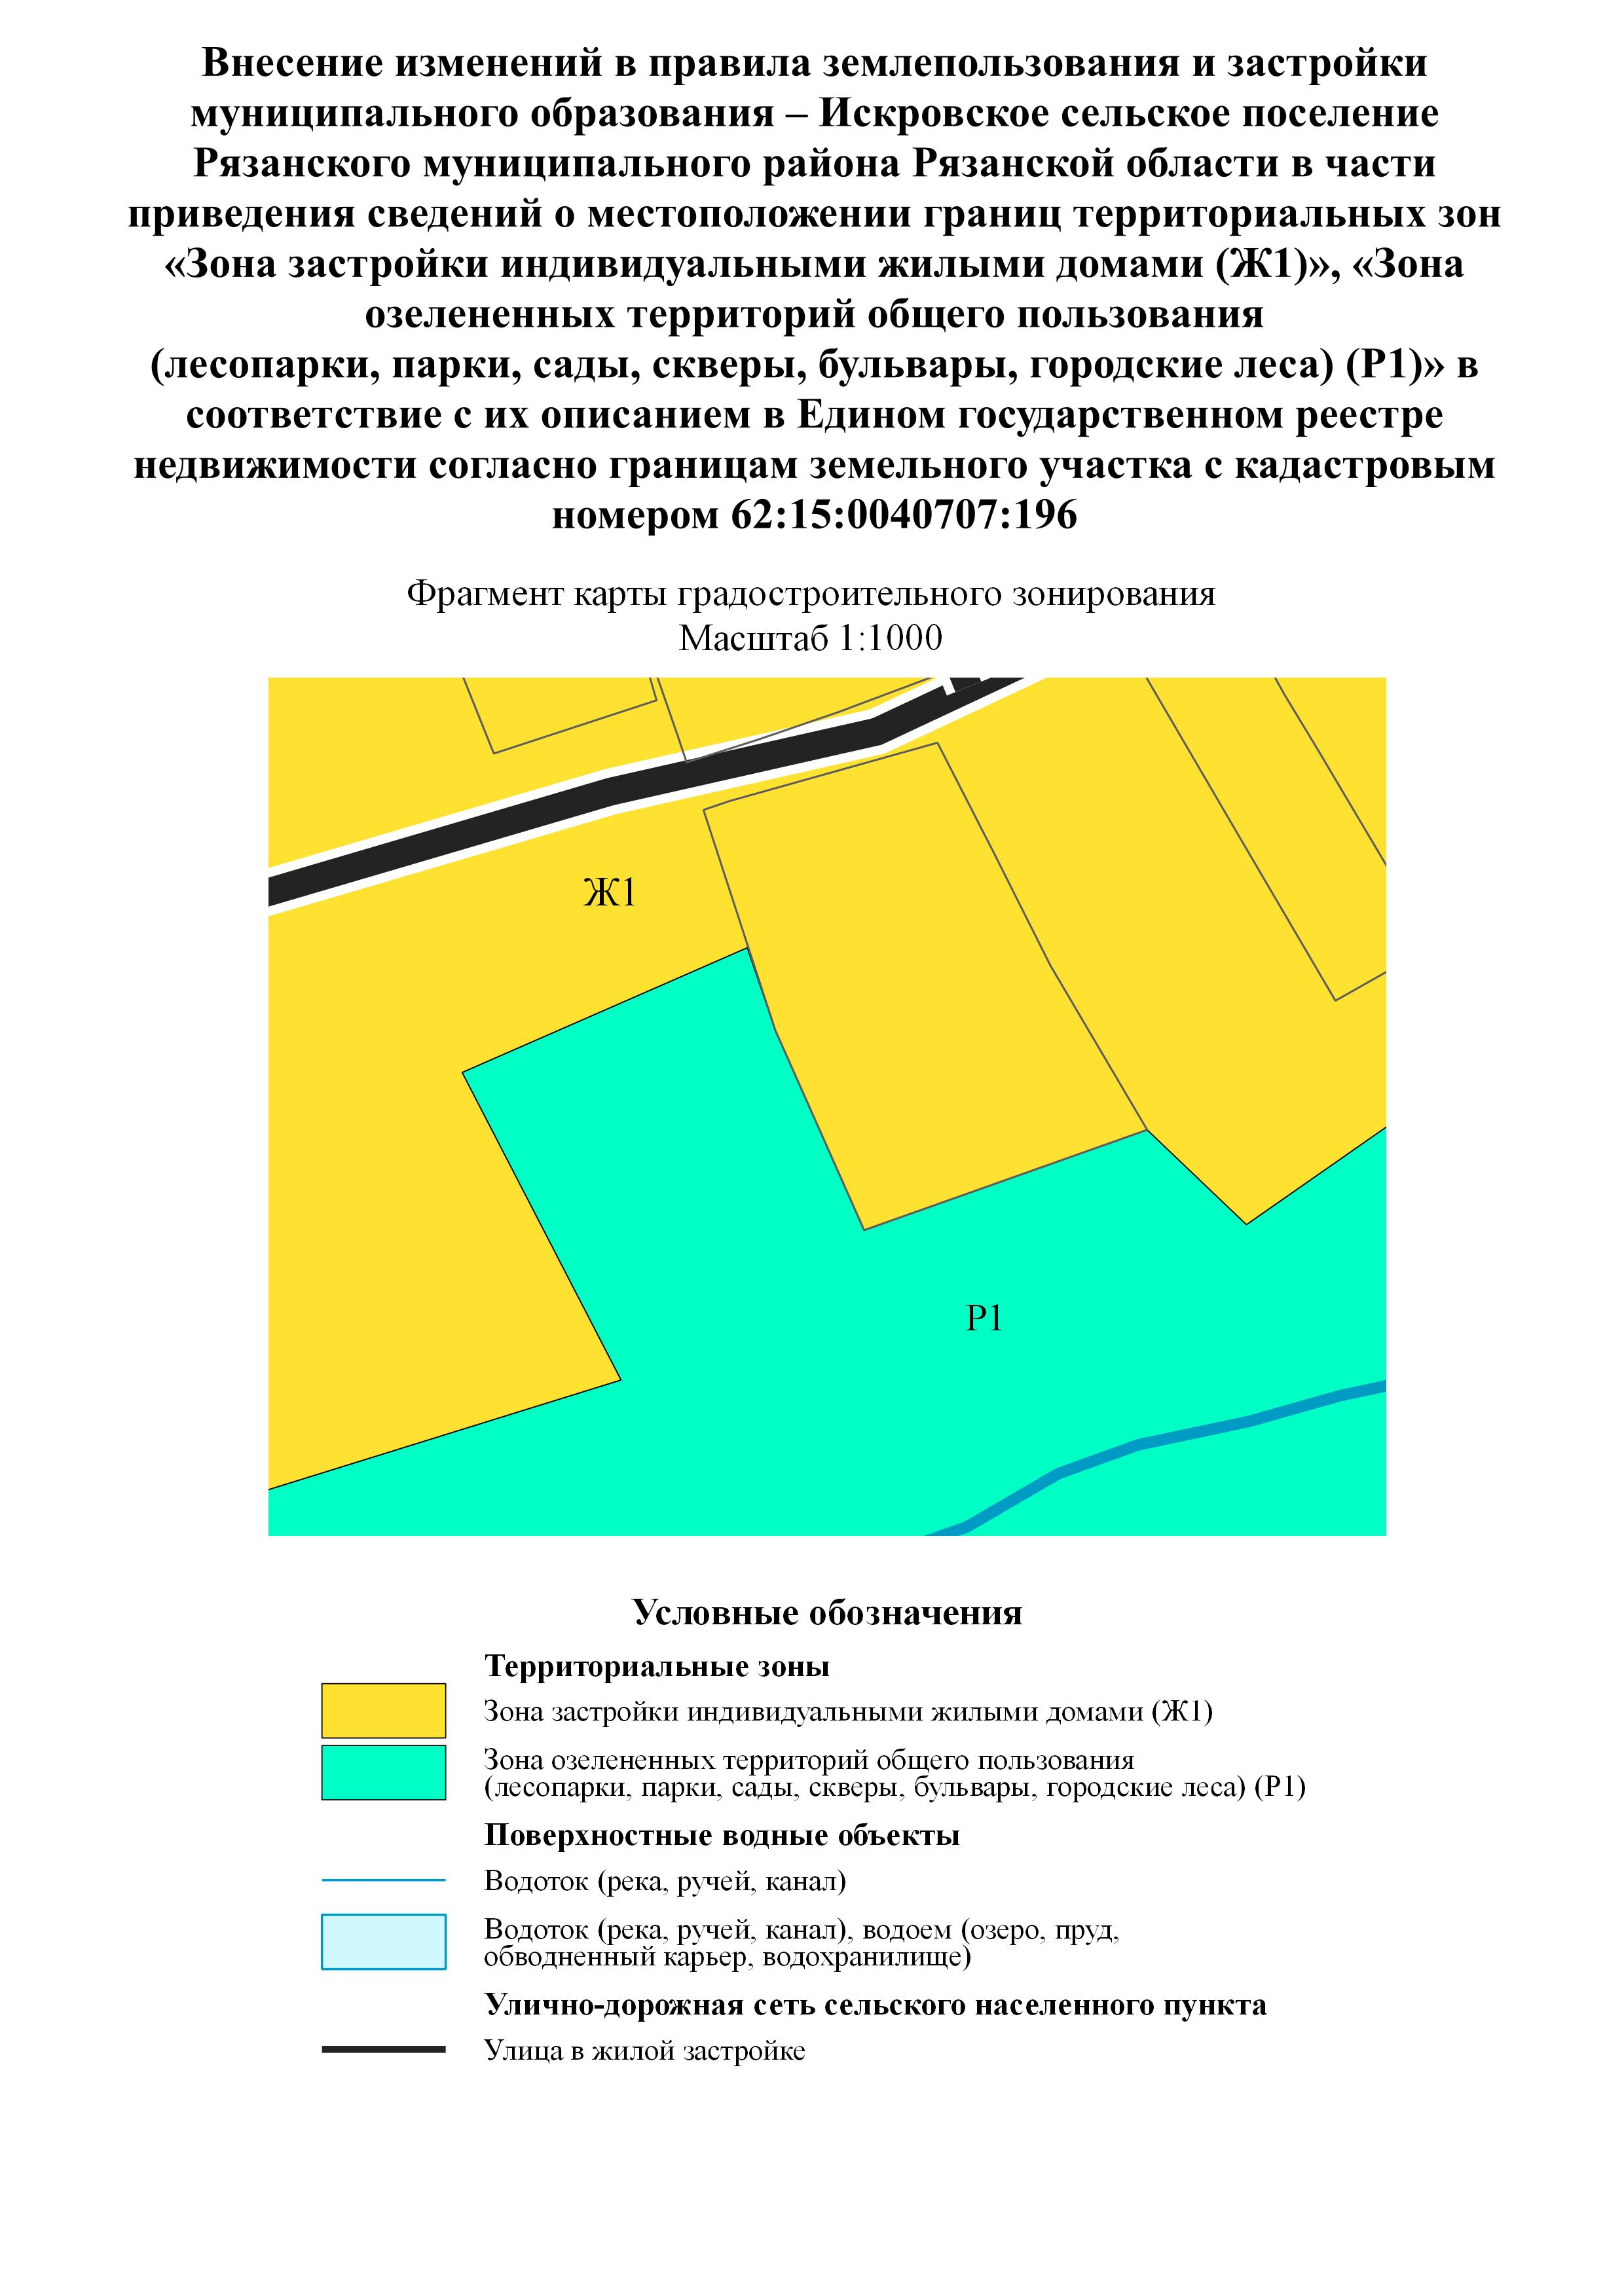 Внесение изменений в правила землепользования и застройки
муниципального образования – Искровское сельское поселение
Рязанского муниципального района Рязанской области в части
приведения сведений о местоположении границ территориальных зон
«Зона застройки индивидуальными жилыми домами (Ж1)», «Зона
озелененных территорий общего пользования
(лесопарки, парки, сады, скверы, бульвары, городские леса) (Р1)» в
соответствие с их описанием в Едином государственном реестре
недвижимости согласно границам земельного участка с кадастровым
номером 62:15:0040707:196
Фрагмент карты градостроительного зонирования
Масштаб 1:1000
Ж1
Р1
Условные обозначения
Территориальные зоны
Зона застройки индивидуальными жилыми домами (Ж1)
Зона озелененных территорий общего пользования
(лесопарки, парки, сады, скверы, бульвары, городские леса) (Р1)
Поверхностные водные объекты
Водоток (река, ручей, канал)
Водоток (река, ручей, канал), водоем (озеро, пруд,
обводненный карьер, водохранилище)
Улично-дорожная сеть сельского населенного пункта
Улица в жилой застройке